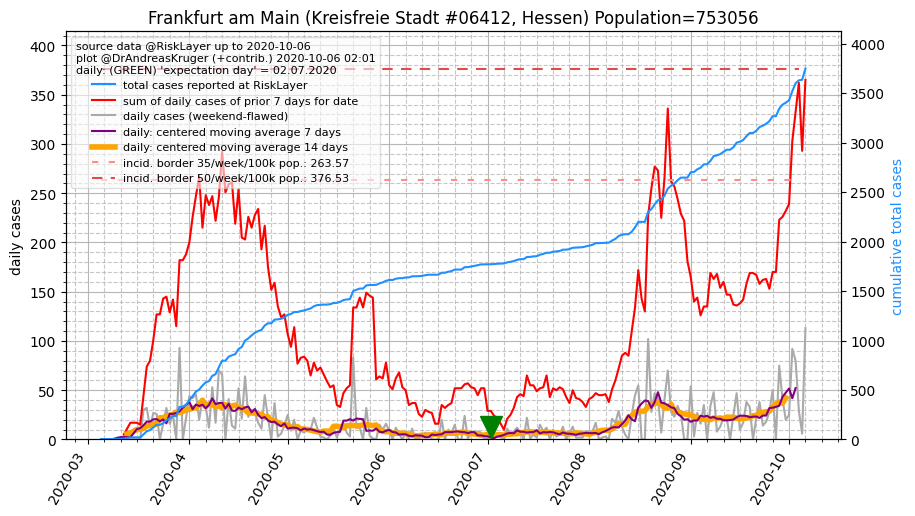 Frankfurt am Main (Kreisfreie Stadt #06412, Hessen) Population=753056
source data @RiskLayer up to 2020-10-06
plot @DrAndreasKruger (+contrib.) 2020-10-06 02:01
daily: (GREEN) 'expectation day' = 02.07.2020
total cases reported at RiskLayer
sum of daily cases of prior 7 days for date
daily cases (weekend-flawed)
daily: centered moving average 7 days
daily: centered moving average 14 days
incid. border 35/week/100k pop.: 263.57
incid. border 50/week/100k pop.: 376.53
daily cases
400
350
300
250
200
150
100
50
0
cumulative total cases
4000
3500
3000
2500
2000
1500
1000
500
0
2020-03
2020-04
2020-05
2020-06
2020-07
2020-08
2020-09
2020-10